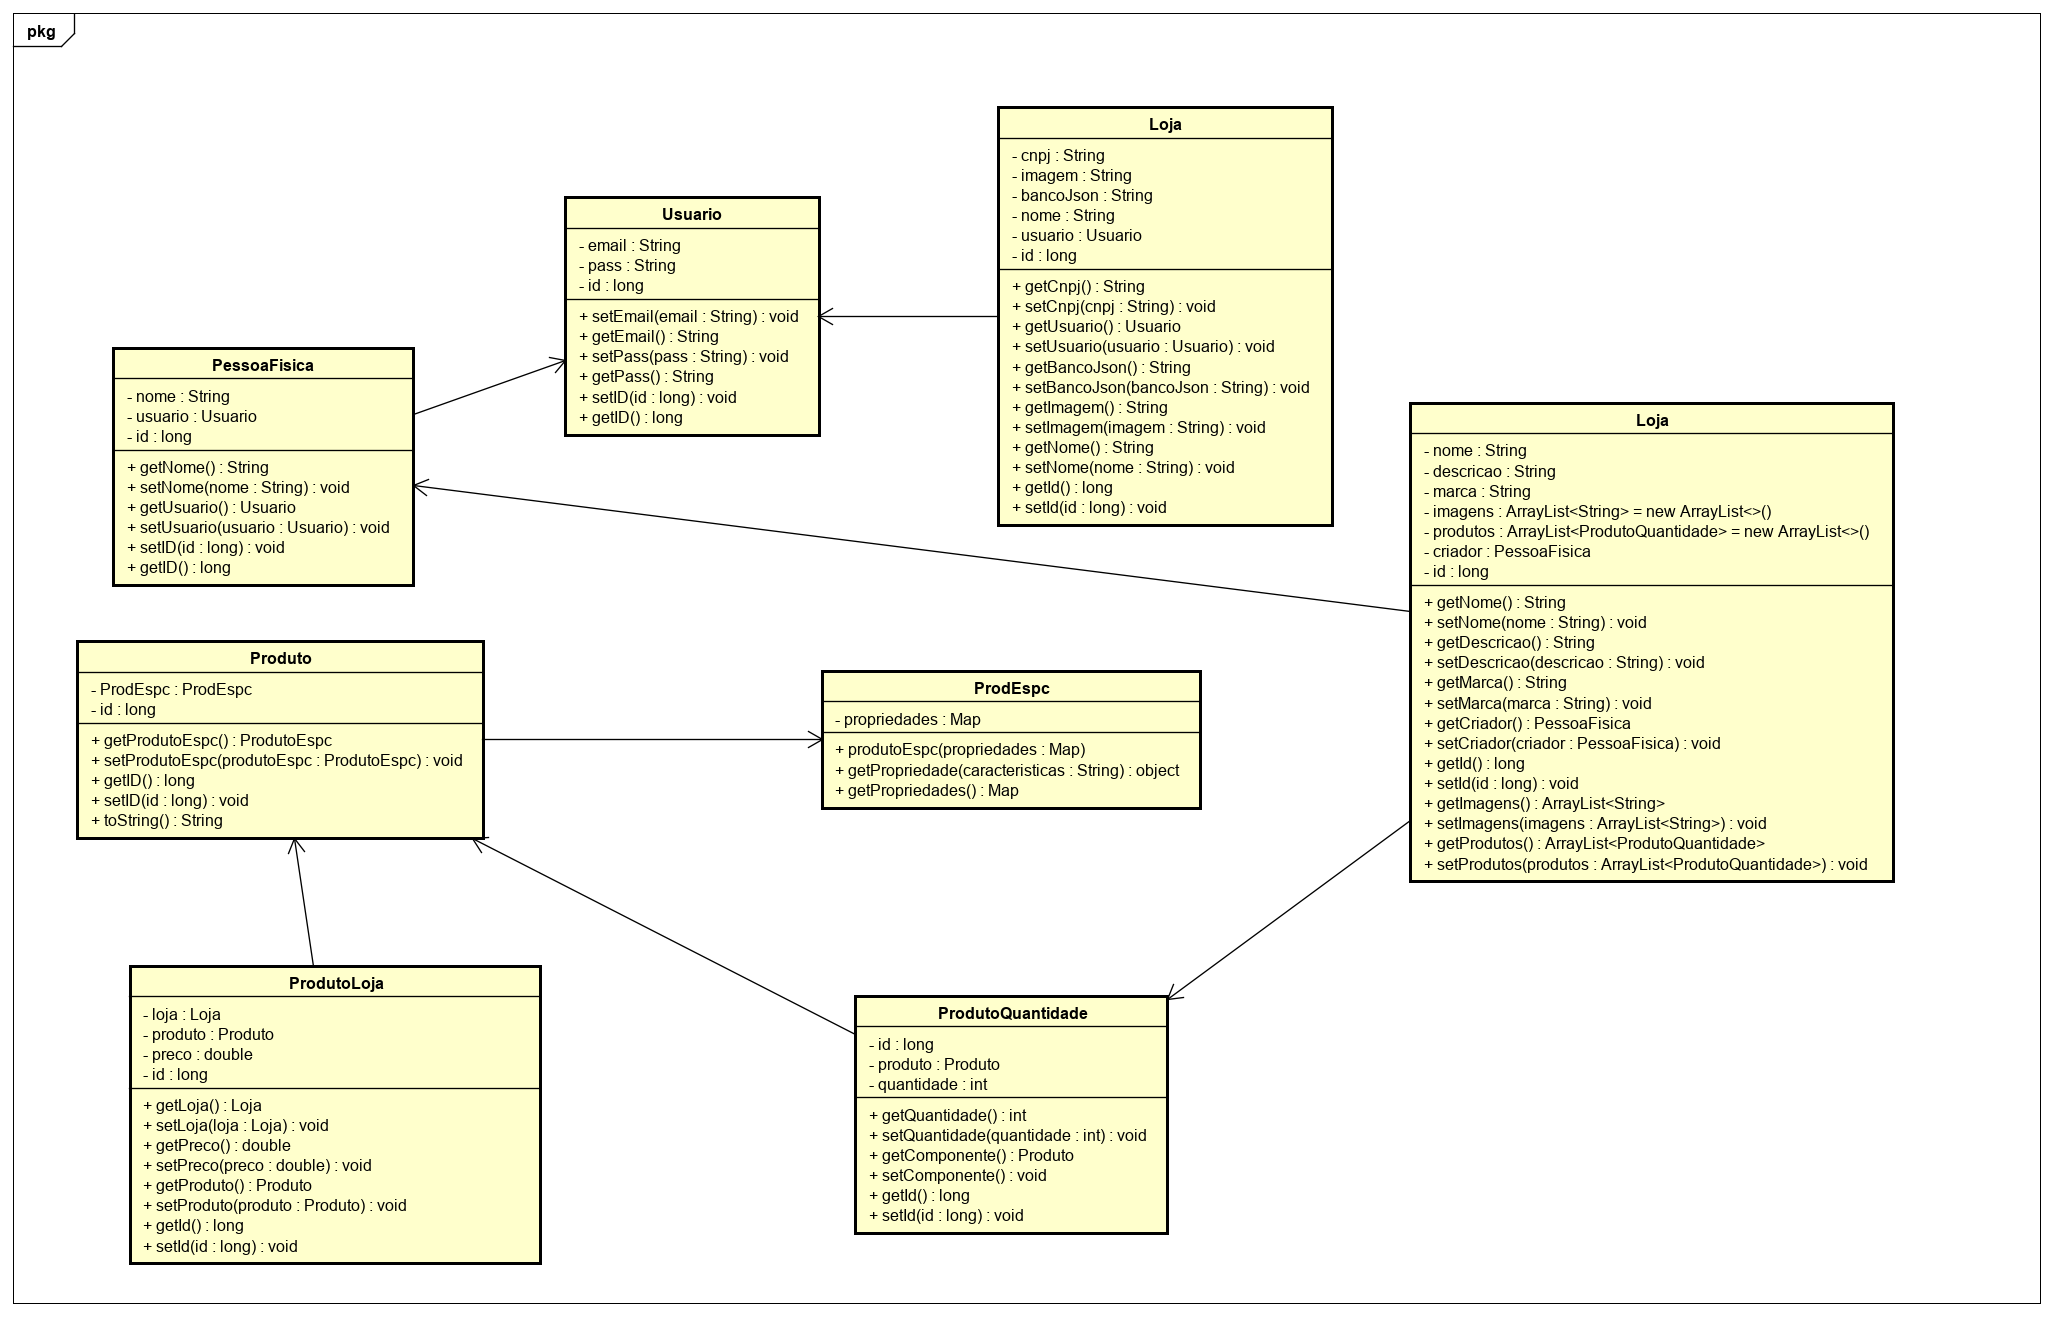 pkg
Loja
- cnpj : String
- imagem : String
- bancoJson : String
- nome : String
- usuario : Usuario
- id : long
+ getCnpj() : String
+ setCnpj(cnpj : String) : void
+ getUsuario() : Usuario
+ setUsuario(usuario : Usuario) : void
+ getBancoJson() : String
+ setBancoJson(bancoJson : String) : void
+ getImagem() : String
+ setImagem(imagem : String) : void
+ getNome() : String
+ setNome(nome : String) : void
+ getId() : long
+ setId(id : long) : void
Usuario
- email : String
- pass : String
- id : long
+ setEmail(email : String) : void
+ getEmail() : String
+ setPass(pass : String) : void
+ getPass() : String
+ setID(id : long) : void
+ getID() : long
PessoaFisica
- nome : String
- usuario : Usuario
- id : long
+ getNome() : String
+ setNome(nome : String) : void
+ getUsuario() : Usuario
+ setUsuario(usuario : Usuario) : void
+ setID(id : long) : void
+ getID() : long
Loja
- nome : String
- descricao : String
- marca : String
- imagens : ArrayList<String> = new ArrayList<>()
- produtos : ArrayList<ProdutoQuantidade> = new ArrayList<>()
- criador : PessoaFisica
- id : long
+ getNome() : String
+ setNome(nome : String) : void
+ getDescricao() : String
+ setDescricao(descricao : String) : void
+ getMarca() : String
+ setMarca(marca : String) : void
+ getCriador() : PessoaFisica
+ setCriador(criador : PessoaFisica) : void
+ getId() : long
+ setId(id : long) : void
+ getImagens() : ArrayList<String>
+ setImagens(imagens : ArrayList<String>) : void
+ getProdutos() : ArrayList<ProdutoQuantidade>
+ setProdutos(produtos : ArrayList<ProdutoQuantidade>) : void
Produto
- ProdEspc : ProdEspc
- id : long
+ getProdutoEspc() : ProdutoEspc
+ setProdutoEspc(produtoEspc : ProdutoEspc) : void
+ getID() : long
+ setID(id : long) : void
+ toString() : String
ProdEspc
- propriedades : Map
+ produtoEspc(propriedades : Map)
+ getPropriedade(caracteristicas : String) : object
+ getPropriedades() : Map
ProdutoLoja
- loja : Loja
- produto : Produto
- preco : double
- id : long
+ getLoja() : Loja
+ setLoja(loja : Loja) : void
+ getPreco() : double
+ setPreco(preco : double) : void
+ getProduto() : Produto
+ setProduto(produto : Produto) : void
+ getId() : long
+ setId(id : long) : void
ProdutoQuantidade
- id : long
- produto : Produto
- quantidade : int
+ getQuantidade() : int
+ setQuantidade(quantidade : int) : void
+ getComponente() : Produto
+ setComponente() : void
+ getId() : long
+ setId(id : long) : void